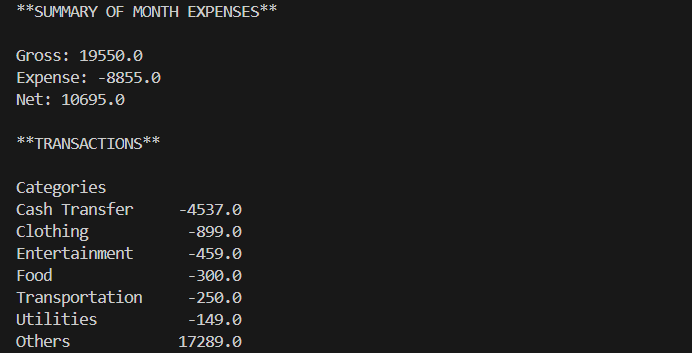 **SUMMARY OF MONTH EXPENSES**
Gross: 19550.0
Expense: -8855.0
Net: 10695.0
**TRANSACTIONS**
Categories
Cash Transfer -4537.0
Clothing -899.0
Entertainment -459.0
Food -300.0
Transportation -250.0
Utilities -149.0
Others 17289.0